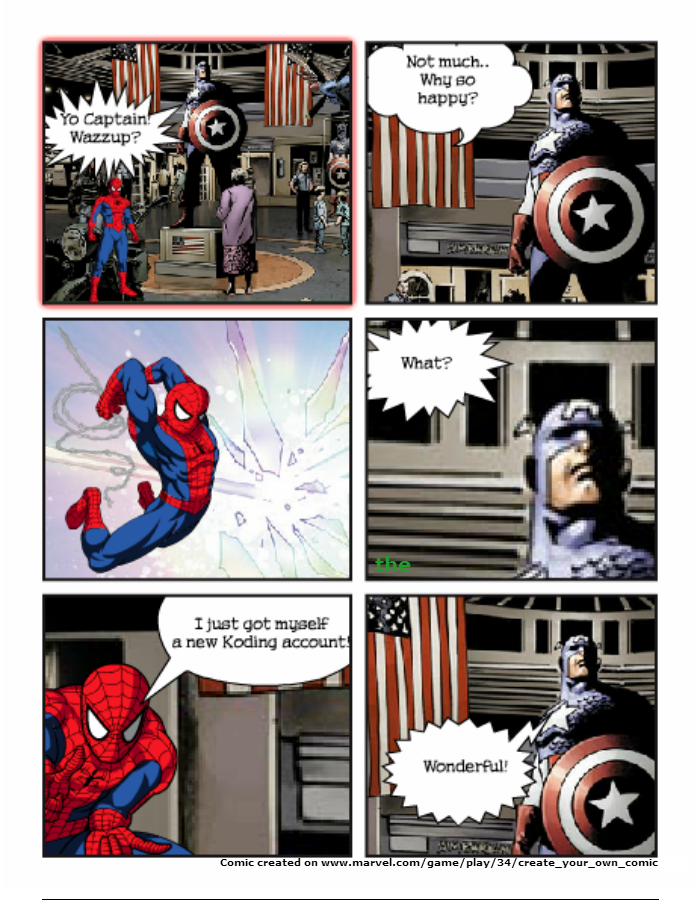 Yo Captain!
Wazzup?
Not much..
Why so
happy?
What?
the
I just got myself
a new Koding account!
Wonderful!
Comic created on www.marvel.com/game/play/34/create_your_own_comic